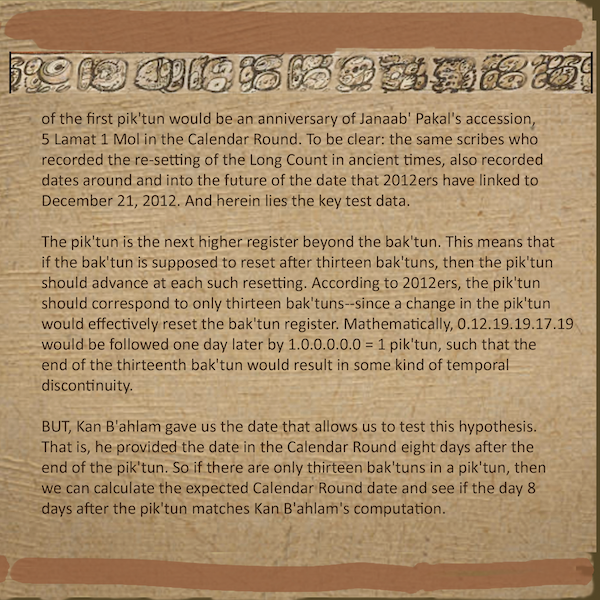 of the first pik'tun would be an anniversary of Janaab' Pakal's accession,
5 Lamat 1 Mol in the Calendar Round. To be clear: the same scribes who
recorded the re-setting of the Long Count in ancient times, also recorded
dates around and into the future of the date that 2012ers have linked to
December 21, 2012. And herein lies the key test data.
The pik'tun is the next higher register beyond the bak'tun. This means that
if the bak'tun is supposed to reset after thirteen bak'tuns, then the pik'tun
should advance at each such resetting. According to 2012ers, the pik'tun
should correspond to only thirteen bak'tuns--since a change in the pik'tun
would effectively reset the bak'tun register. Mathematically, 0.12.19.19.17.19
would be followed one day later by 1.0.0.0.0.0 = 1 pik'tun, such that the
end of the thirteenth bak'tun would result in some kind of temporal
discontinuity.
BUT, Kan B'ahlam gave us the date that allows us to test this hypothesis.
That is, he provided the date in the Calendar Round eight days after the
end of the pik'tun. So if there are only thirteen bak'tuns in a pik'tun, then
we can calculate the expected Calendar Round date and see if the day 8
days after the pik'tun matches Kan B'ahlam's computation.